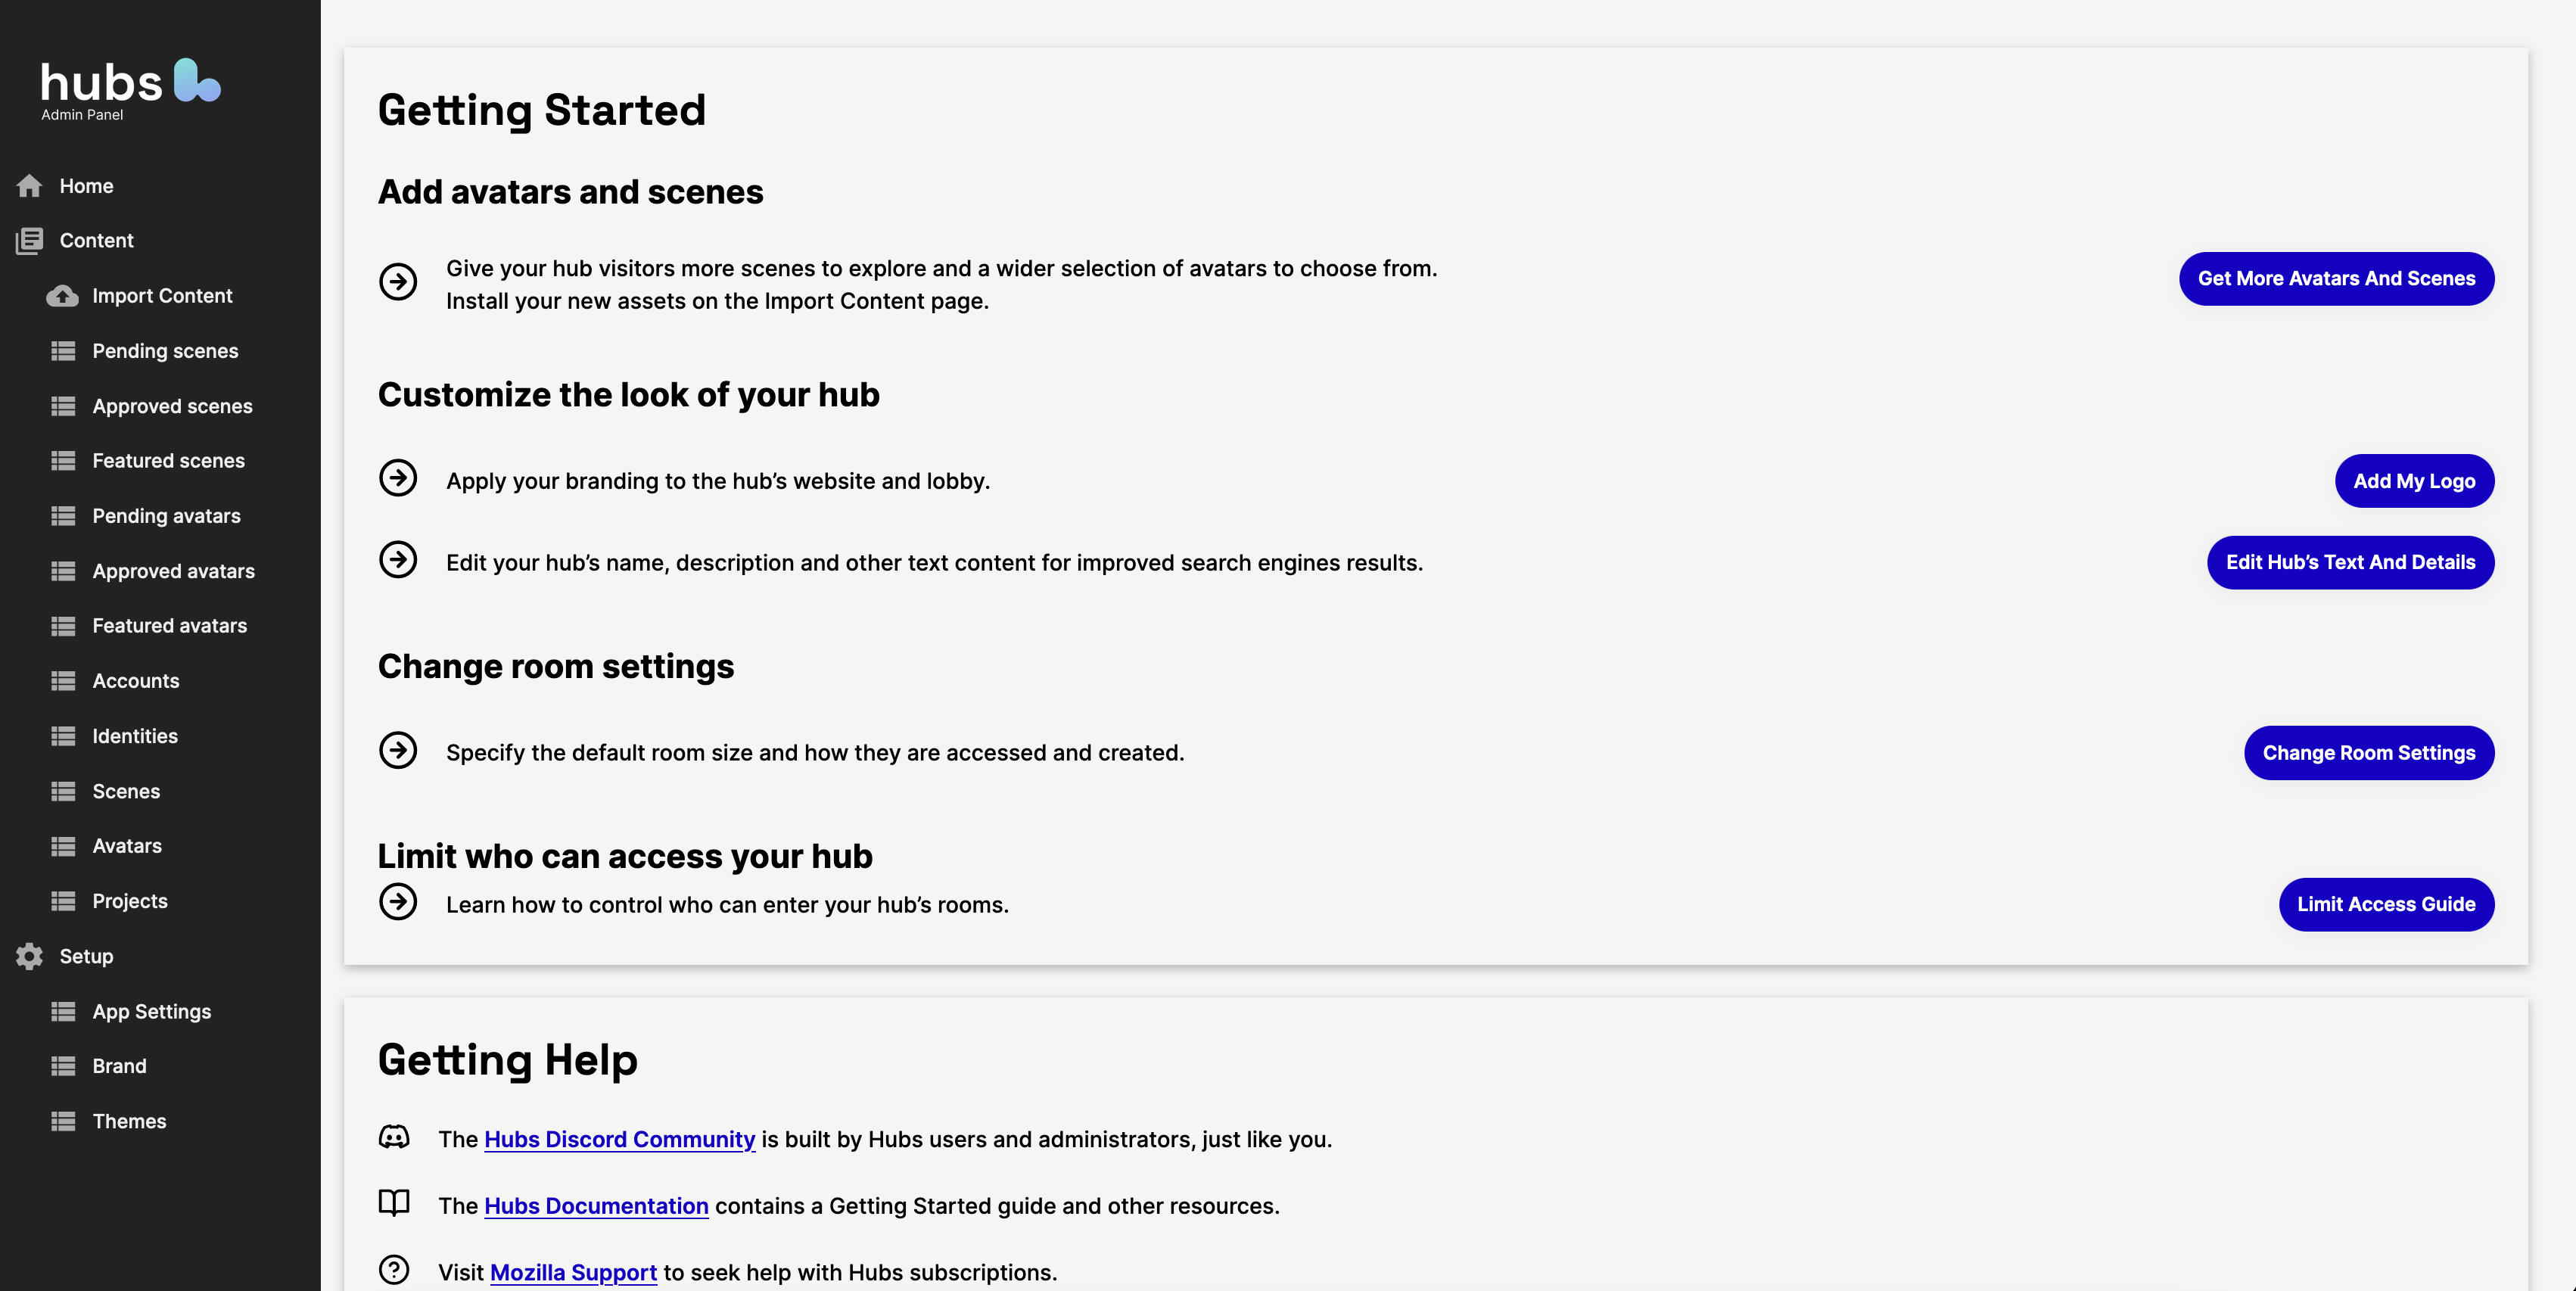 hubs
Admin Panel
Home
Content
Import Content
Pending scenes
Approved scenes
Featured scenes
Pending avatars
Approved avatars
Featured avatars
Accounts
Identities
Scenes
Avatars
Projects
Setup
App Settings
Brand
Themes
Getting Started
Add avatars and scenes
Give your hub visitors more scenes to explore and a wider selection of avatars to choose from.
Install your new assets on the Import Content page.
Get More Avatars And Scenes
Customize the look of your hub
Apply your branding to the hub’s website and lobby.
Add My Logo
Edit your hub’s name, description and other text content for improved search engines results.
Edit Hub’s Text And Details
Change room settings
Specify the default room size and how they are accessed and created.
Change Room Settings
Limit who can access your hub
Learn how to control who can enter your hub’s rooms.
Limit Access Guide
Getting Help
The Hubs Discord Community is built by Hubs users and administrators, just like you.
The Hubs Documentation contains a Getting Started guide and other resources.
Visit Mozilla Support to seek help with Hubs subscriptions.